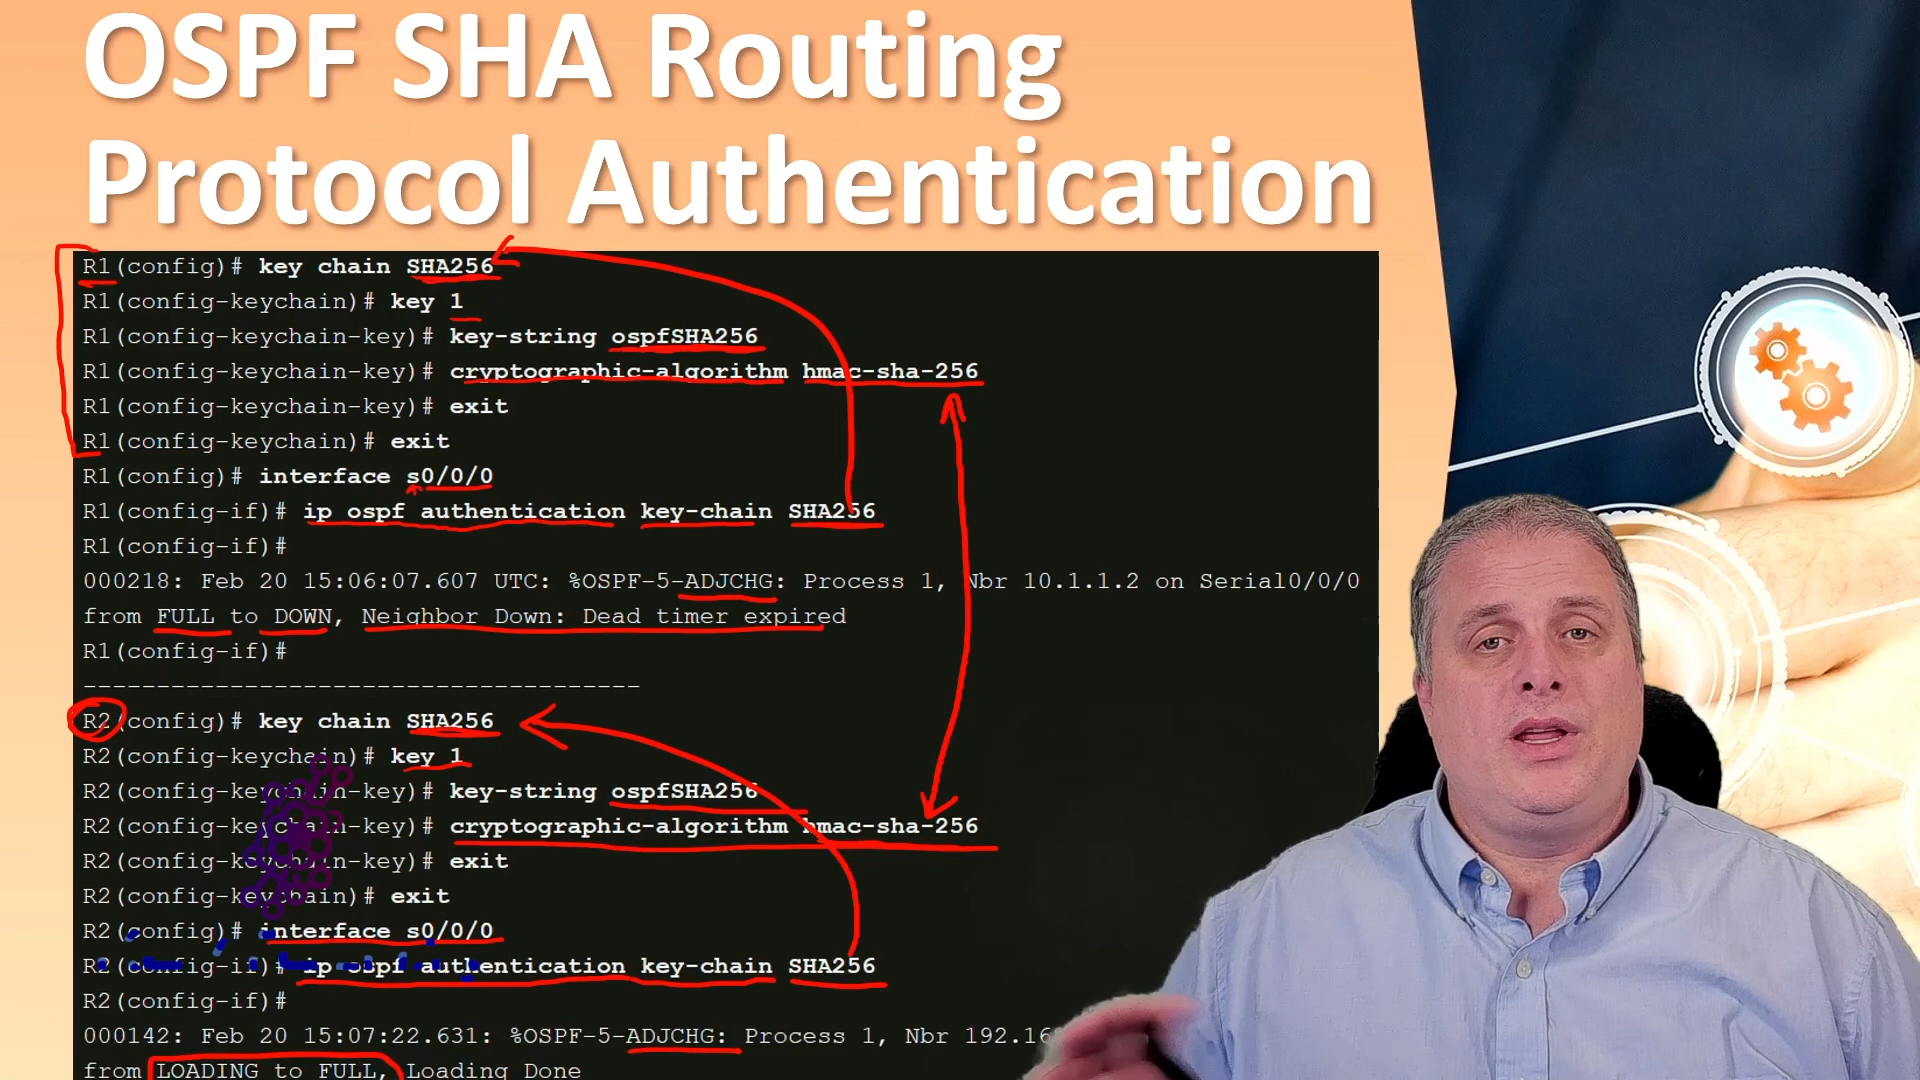 OSPF SHA Routing
Protocol Authentication
R1(config)# key chain SHA256
R1(config-keychain)# key 1
R1(config-keychain-key)# key-string ospfSHA256
R1(config-keychain-key)# cryptographic-algorithm hmac-sha-256
R1(config-keychain-key)# exit
R1(config-keychain)# exit
R1(config)# interface s0/0/0
R1(config-if)# ip ospf authentication key-chain SHA256
R1(config-if)#
000218: Feb 20 15:06:07.607 UTC: %OSPF-5-ADJCHG: Process 1, Nbr 10.1.1.2 on Serial0/0/0
from FULL to DOWN, Neighbor Down: Dead timer expired
R1(config-if)#
--------------------------------------
R2(config)# key chain SHA256
R2(config-keychain)# key 1
R2(config-keychain-key)# key-string ospfSHA256
R2(config-keychain-key)# cryptographic-algorithm hmac-sha-256
R2(config-keychain-key)# exit
R2(config-keychain)# exit
R2(config)# interface s0/0/0
R2(config-if)# ip ospf authentication key-chain SHA256
R2(config-if)#
000142: Feb 20 15:07:22.631: %OSPF-5-ADJCHG: Process 1, Nbr
from LOADING to FULL, Loading Done